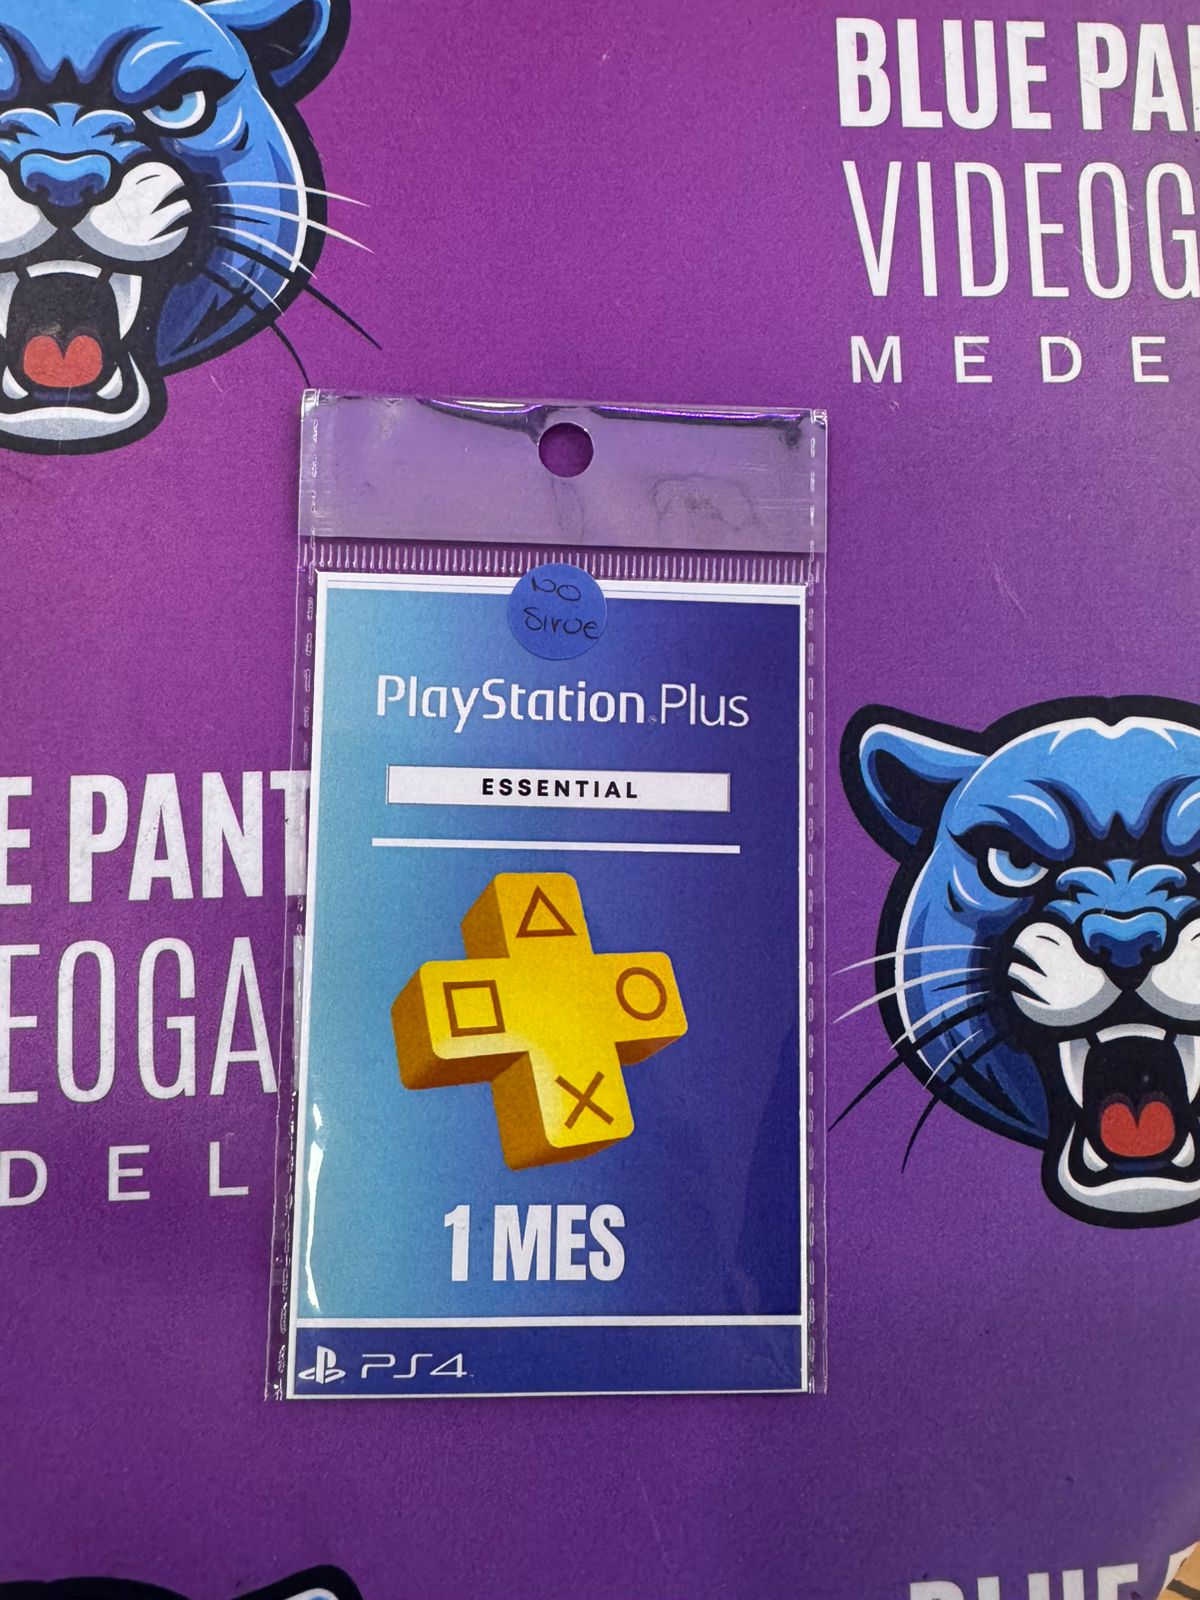 BLUE PA
VIDEOG
MEDE
NO
Sirve
PlayStation Plus
ESSENTIAL
E PANT
EOGA
DEL
1 MES
PS4
BLUE